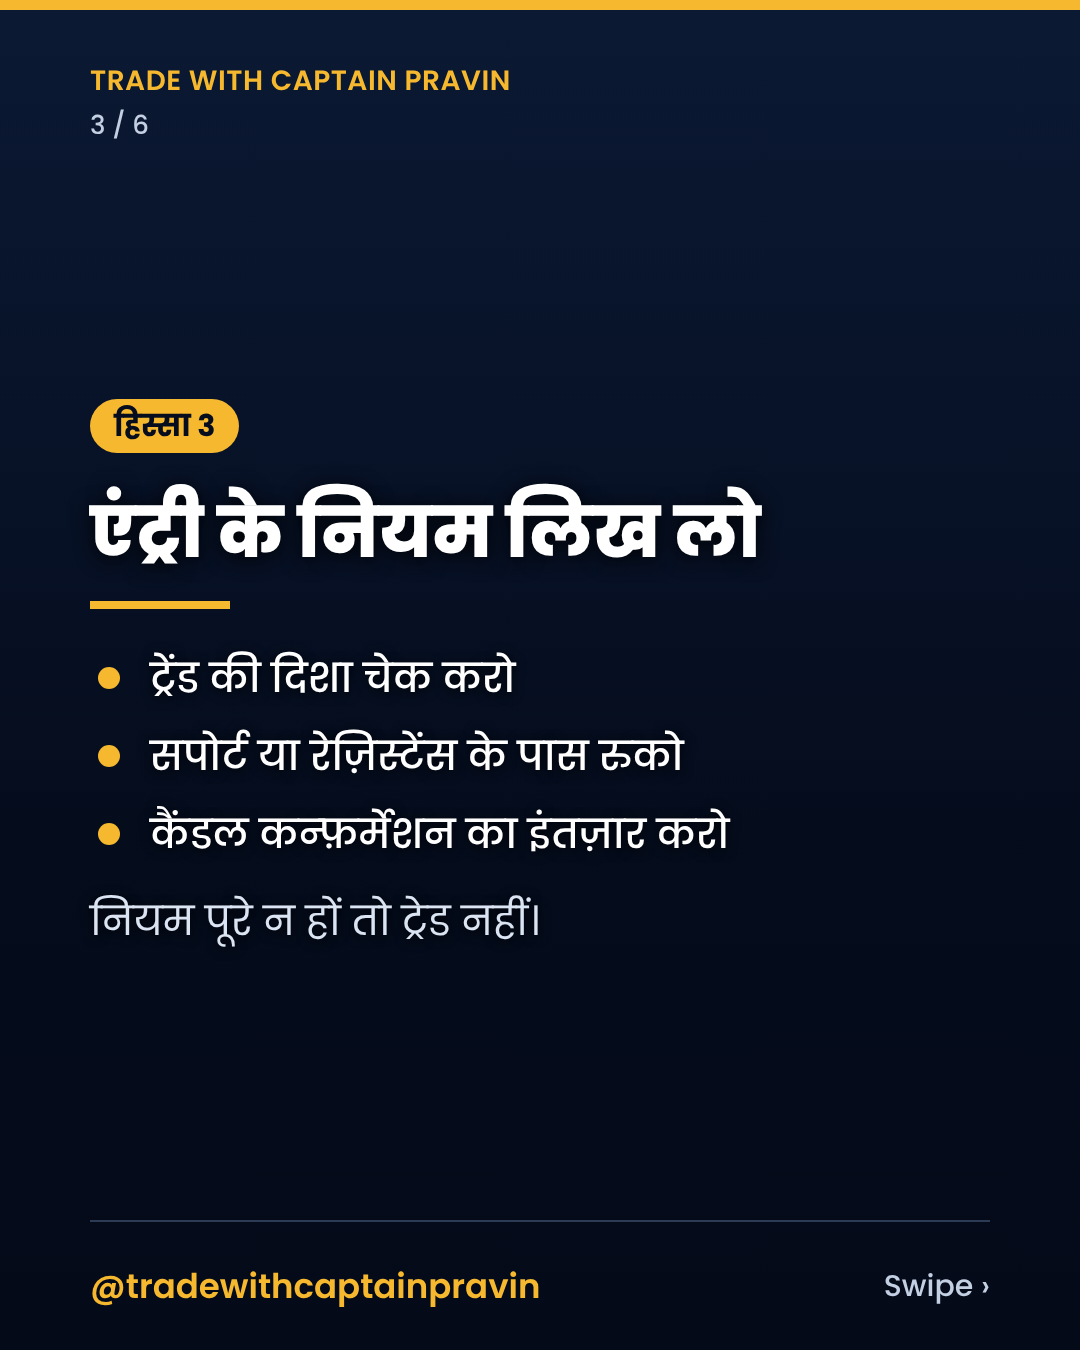 TRADE WITH CAPTAIN PRAVIN
3 / 6
हिस्सा 3
एंट्री के नियम लिख लो
ट्रेंड की दिशा चेक करो
सपोर्ट या रेज़िस्टेंस के पास रुको
कैंडल कन्फ़र्मेशन का इंतज़ार करो
नियम पूरे न हों तो ट्रेड नहीं।
@tradewithcaptainpravin
Swipe ›